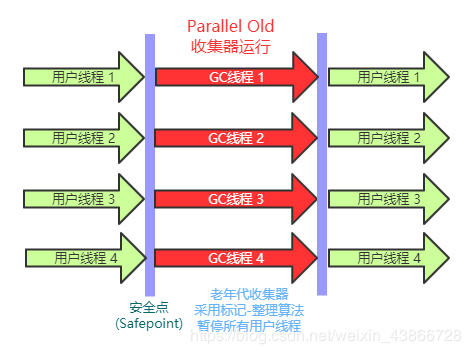 Parallel Old
收集器运行
用户线程 1 GC线程 1 用户线程 1
用户线程 2 GC线程 2 用户线程 2
用户线程 3 GC线程 3 用户线程 3
用户线程 4 GC线程 4 用户线程 4
安全点
(Safepoint)
老年代收集器
采用标记-整理算法
暂停所有用户线程
https://blog.csdn.net/weixin_43866728